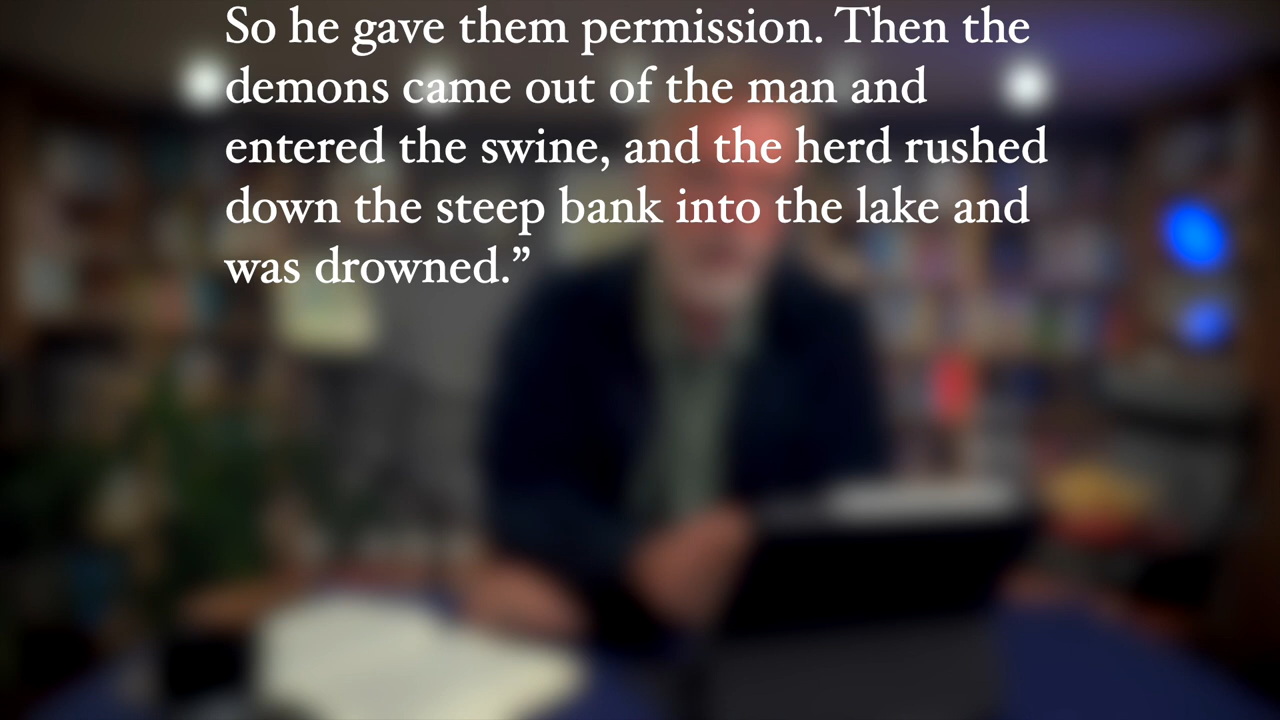 So he gave them permission. Then the
demons came out of the man and
entered the swine, and the herd rushed
down the steep bank into the lake and
was drowned.”